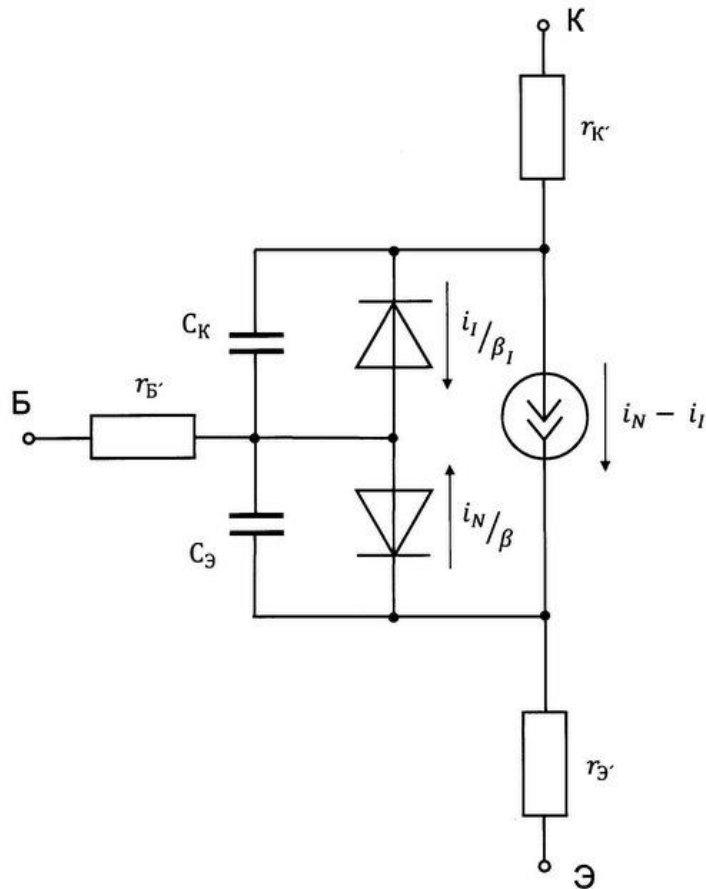 К
r_К′
C_К
i_I/β_I
r_Б′
Б
i_N − i_I
C_Э
i_N/β
r_Э′
Э